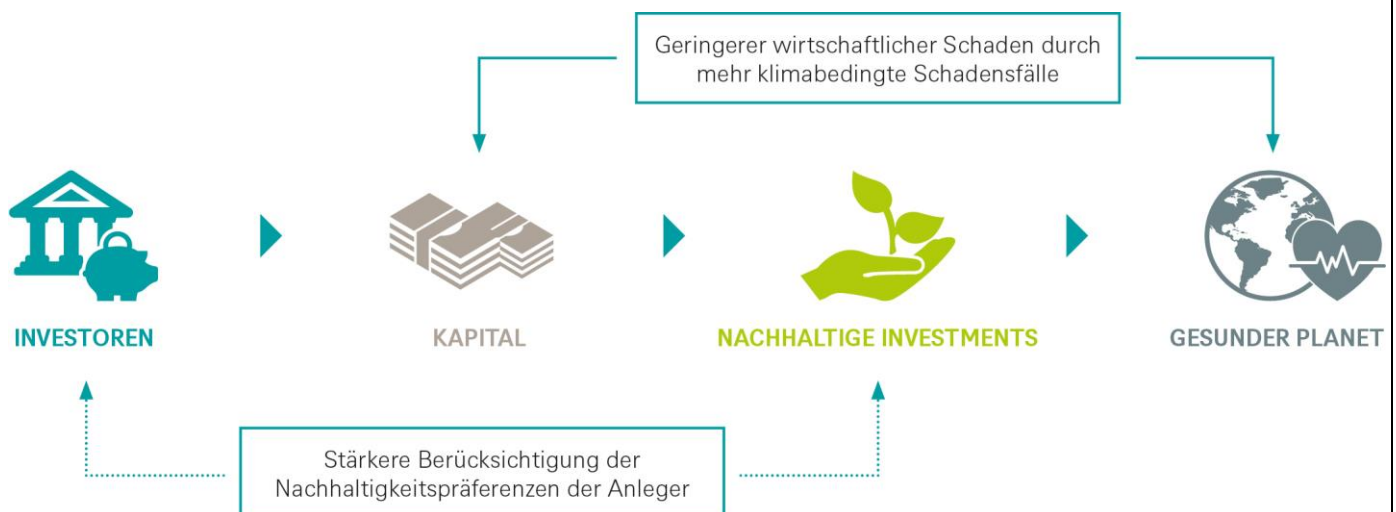 Geringerer wirtschaftlicher Schaden durch
mehr klimabedingte Schadensfälle
INVESTOREN
KAPITAL
NACHHALTIGE INVESTMENTS
GESUNDER PLANET
Stärkere Berücksichtigung der
Nachhaltigkeitspräferenzen der Anleger